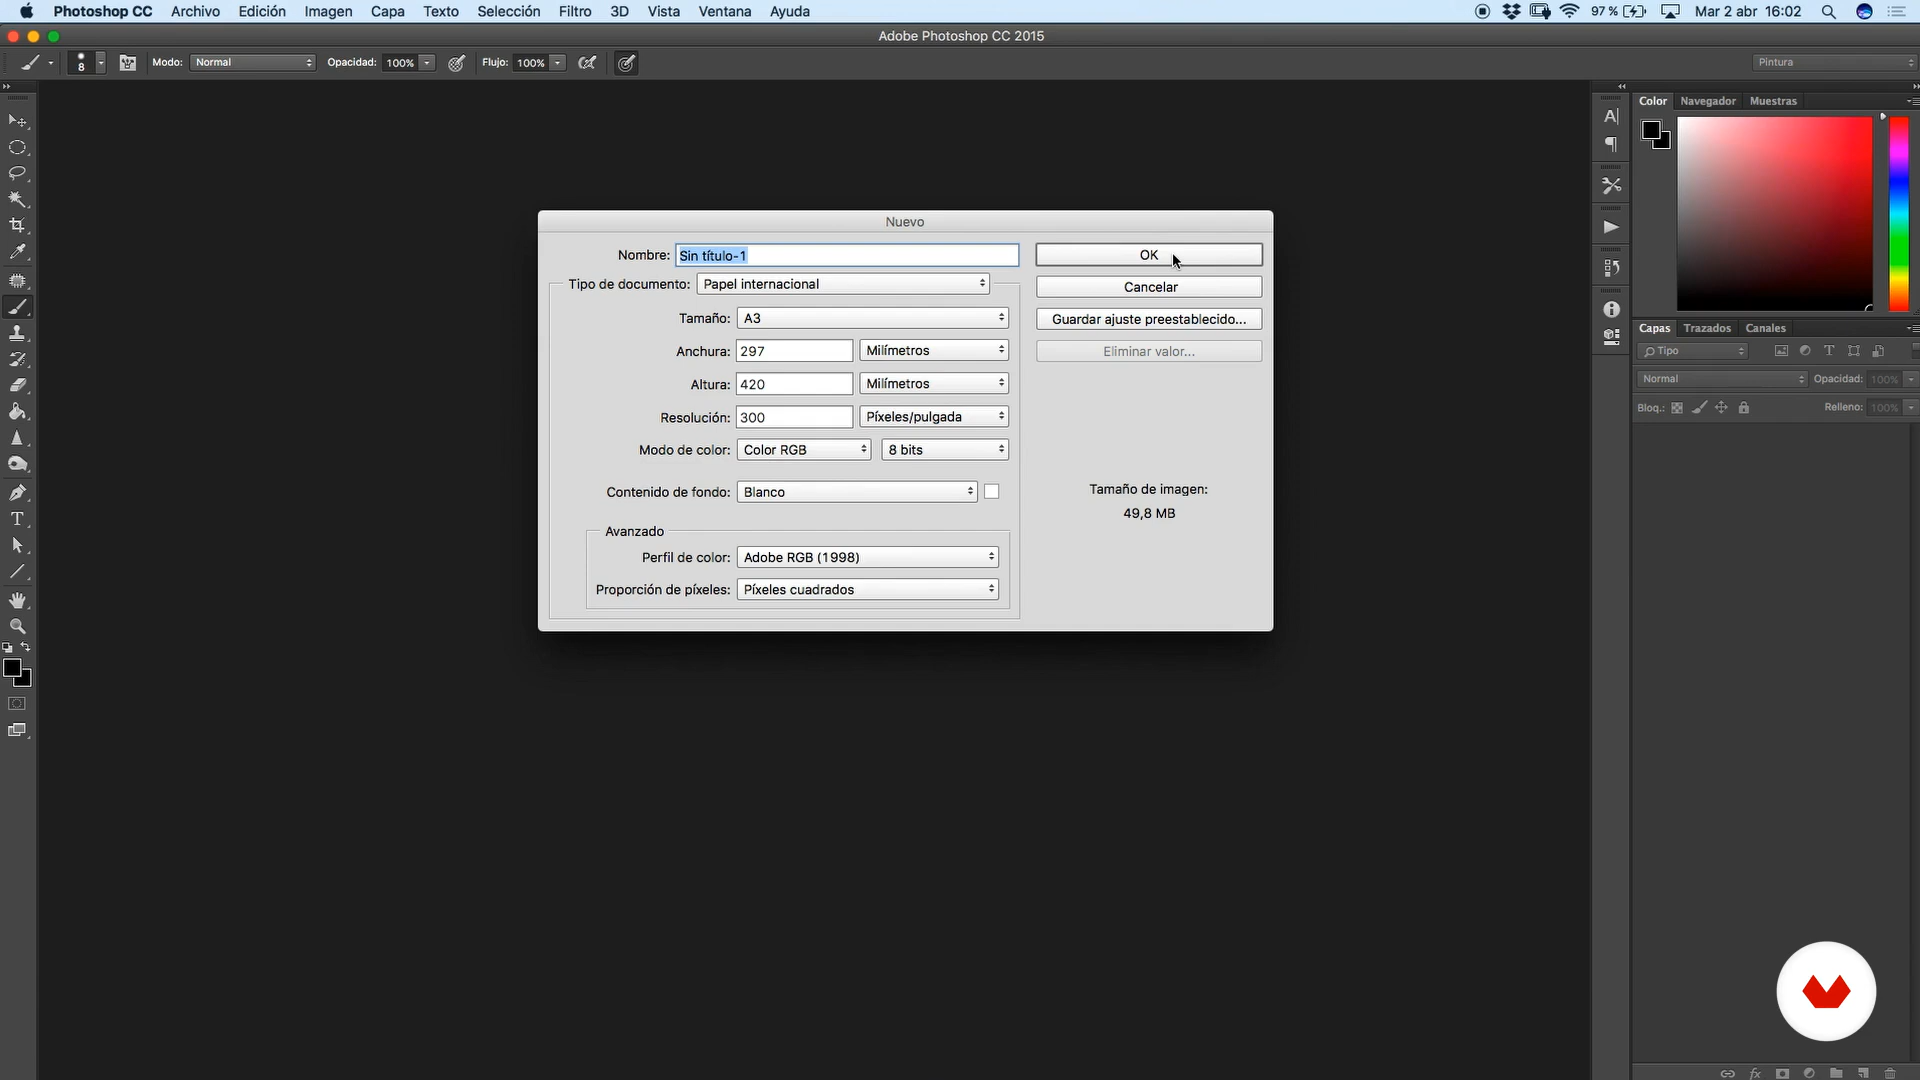 Photoshop CC Archivo Edición Imagen Capa Texto Selección Filtro 3D Vista Ventana Ayuda 97 % Mar 2 abr 16:02
Adobe Photoshop CC 2015
8 Modo: Normal Opacidad: 100% Flujo: 100% Pintura
Color Navegador Muestras
Nuevo
Nombre: Sin título-1 OK
Tipo de documento: Papel internacional Cancelar
Tamaño: A3 Guardar ajuste preestablecido...
Anchura: 297 Milímetros Eliminar valor...
Altura: 420 Milímetros
Resolución: 300 Píxeles/pulgada
Modo de color: Color RGB 8 bits
Contenido de fondo: Blanco
Tamaño de imagen:
49,8 MB
Avanzado
Perfil de color: Adobe RGB (1998)
Proporción de píxeles: Píxeles cuadrados
Capas Trazados Canales
Tipo
Normal Opacidad: 100%
Bloq.: Relleno: 100%
fx